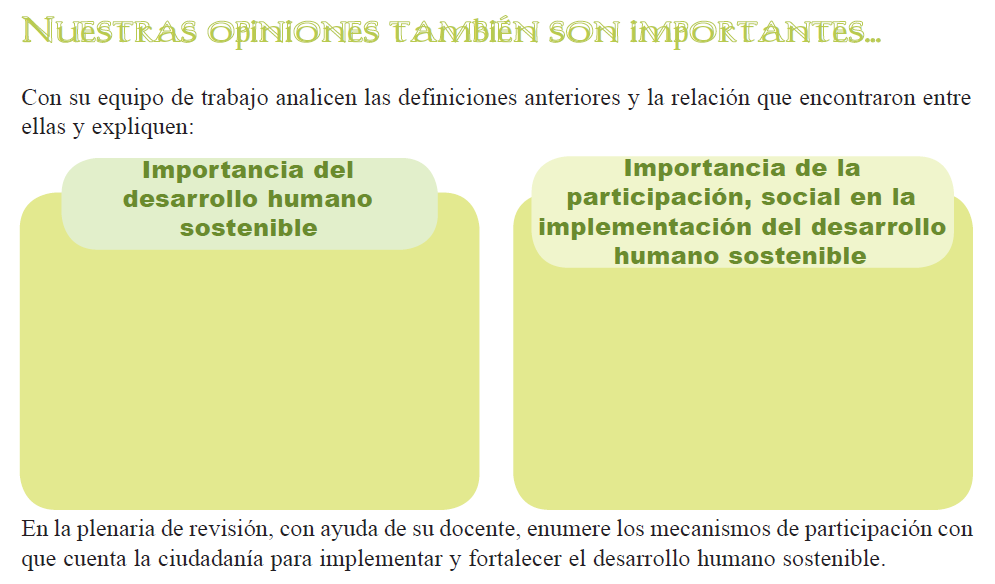 Nuestras opiniones también son importantes...
Con su equipo de trabajo analicen las definiciones anteriores y la relación que encontraron entre
ellas y expliquen:
Importancia del
desarrollo humano
sostenible
Importancia de la
participación, social en la
implementación del desarrollo
humano sostenible
En la plenaria de revisión, con ayuda de su docente, enumere los mecanismos de participación con
que cuenta la ciudadanía para implementar y fortalecer el desarrollo humano sostenible.